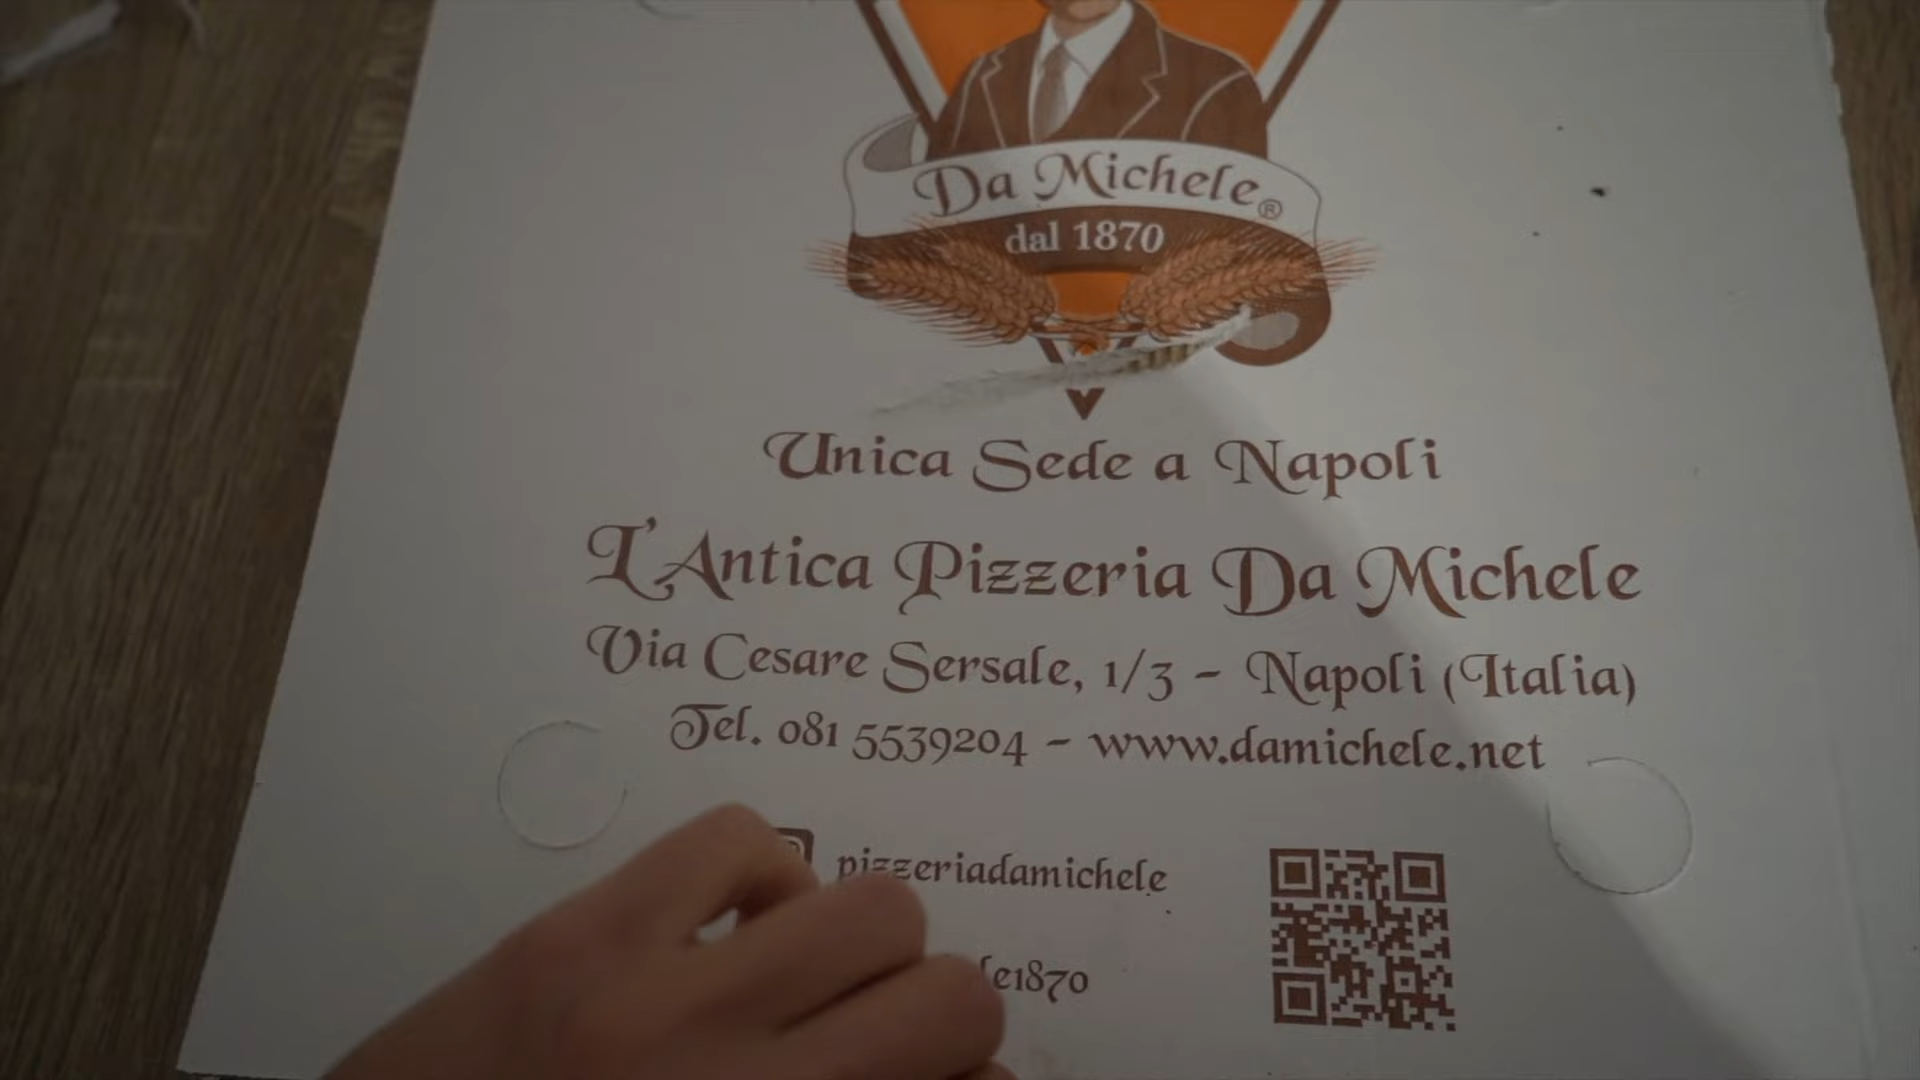 Da Michele®
dal 1870
Unica Sede a Napoli
L'Antica Pizzeria Da Michele
Via Cesare Sersale, 1/3 - Napoli (Italia)
Tel. 081 5539204 - www.damichele.net
pizzeriadamichele